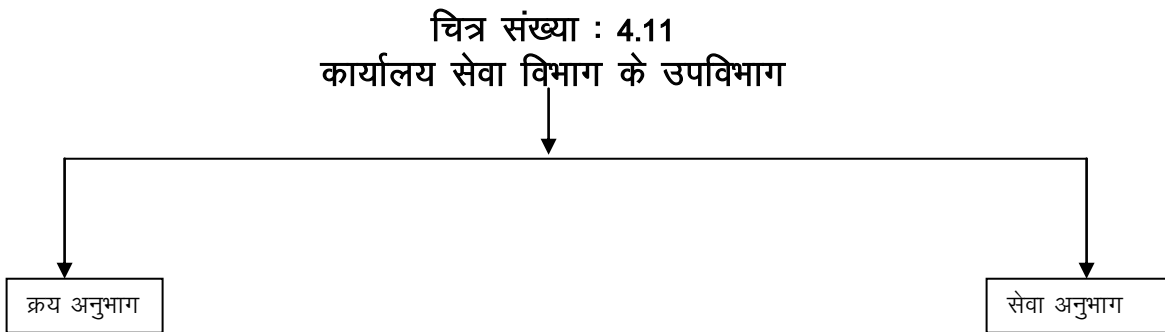 चित्र संख्या : 4.11
कार्यालय सेवा विभाग के उपविभाग
क्रय अनुभाग
सेवा अनुभाग